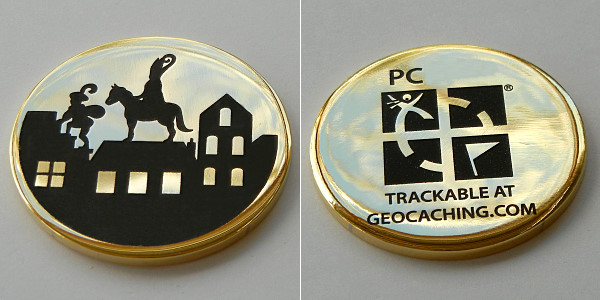 PC
®
TRACKABLE AT
GEOCACHING.COM